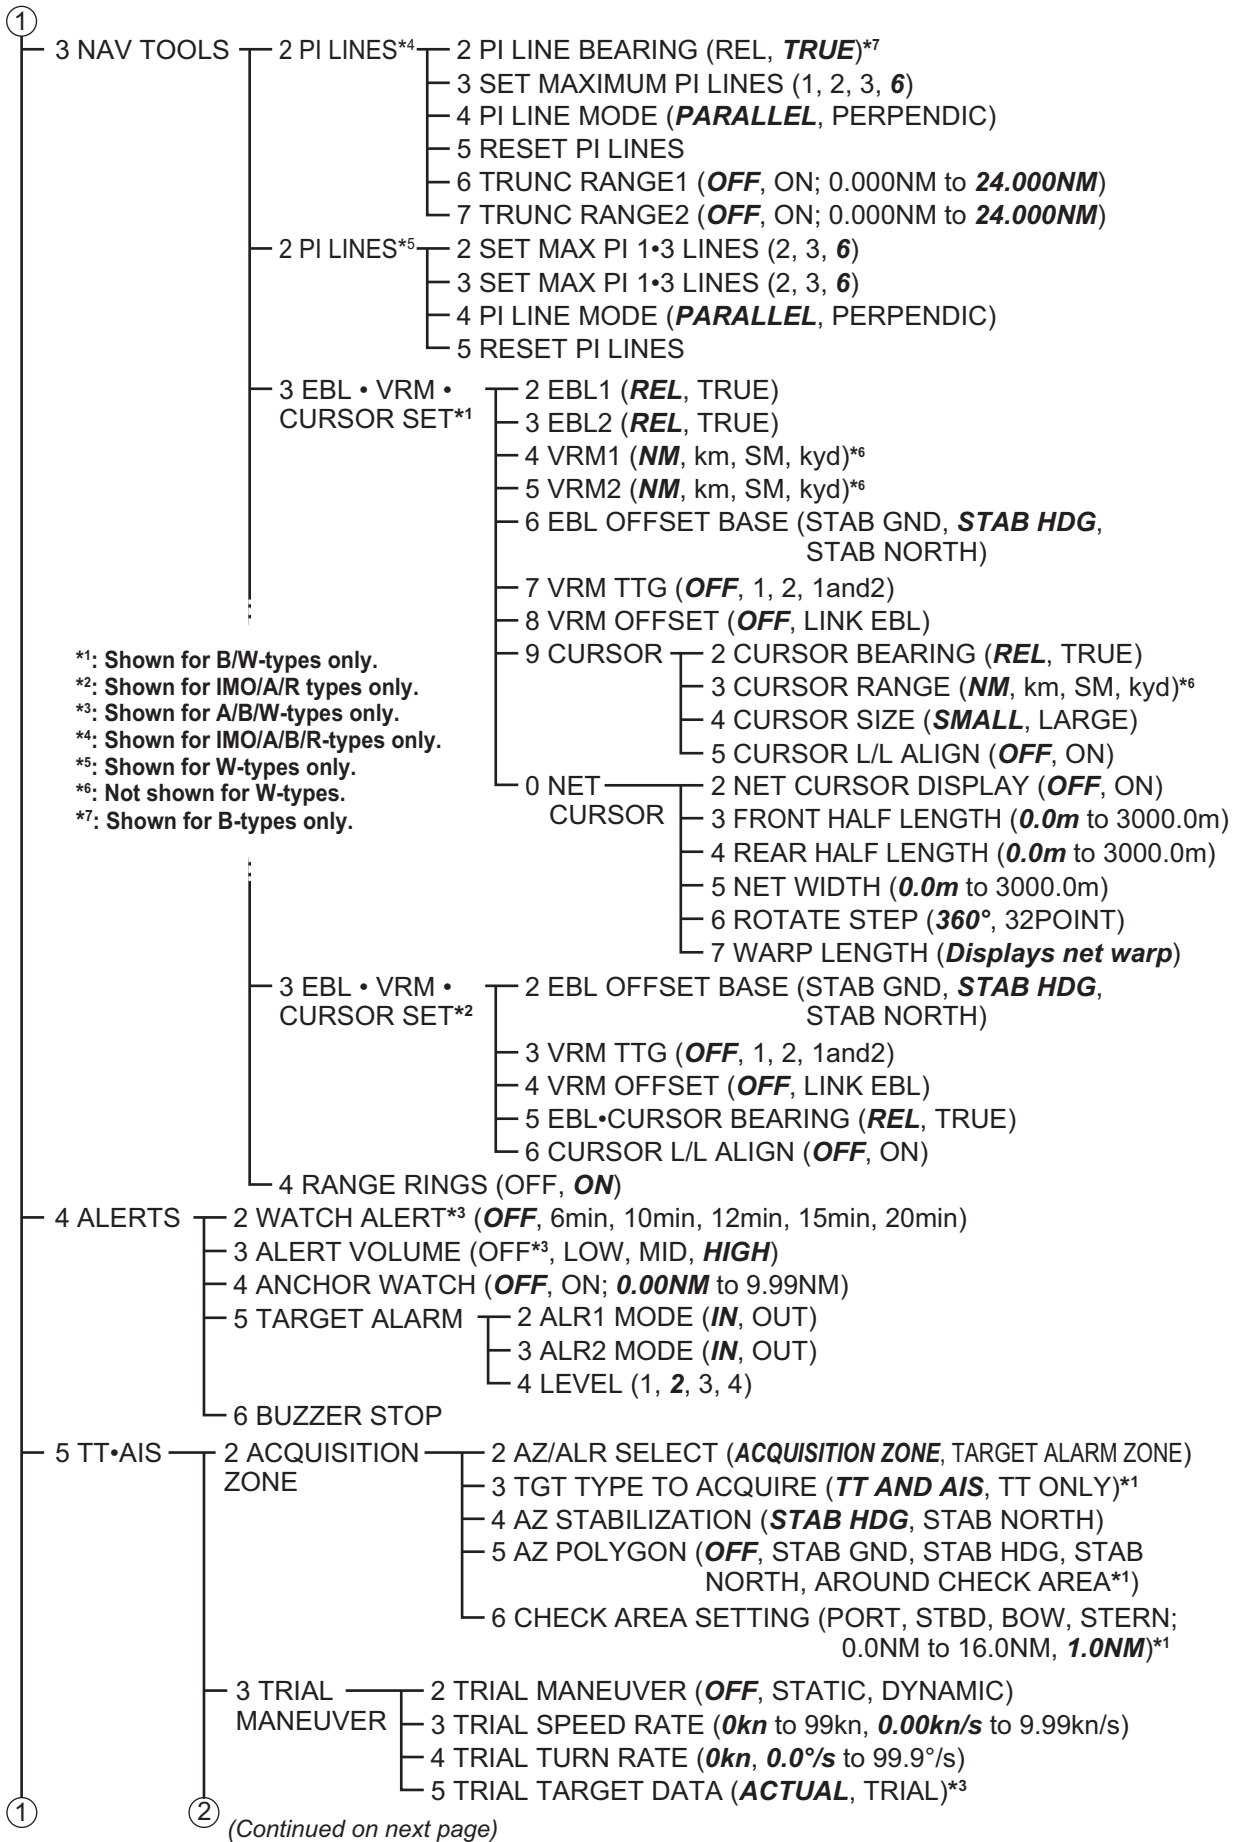 1
3 NAV TOOLS
2 PI LINES*4
2 PI LINE BEARING (REL, TRUE)*7
3 SET MAXIMUM PI LINES (1, 2, 3, 6)
4 PI LINE MODE (PARALLEL, PERPENDIC)
5 RESET PI LINES
6 TRUNC RANGE1 (OFF, ON; 0.000NM to 24.000NM)
7 TRUNC RANGE2 (OFF, ON; 0.000NM to 24.000NM)
2 PI LINES*5
2 SET MAX PI 1•3 LINES (2, 3, 6)
3 SET MAX PI 1•3 LINES (2, 3, 6)
4 PI LINE MODE (PARALLEL, PERPENDIC)
5 RESET PI LINES
3 EBL • VRM •
CURSOR SET*1
2 EBL1 (REL, TRUE)
3 EBL2 (REL, TRUE)
4 VRM1 (NM, km, SM, kyd)*6
5 VRM2 (NM, km, SM, kyd)*6
6 EBL OFFSET BASE (STAB GND, STAB HDG,
STAB NORTH)
7 VRM TTG (OFF, 1, 2, 1and2)
8 VRM OFFSET (OFF, LINK EBL)
9 CURSOR
2 CURSOR BEARING (REL, TRUE)
3 CURSOR RANGE (NM, km, SM, kyd)*6
4 CURSOR SIZE (SMALL, LARGE)
5 CURSOR L/L ALIGN (OFF, ON)
0 NET
CURSOR
2 NET CURSOR DISPLAY (OFF, ON)
3 FRONT HALF LENGTH (0.0m to 3000.0m)
4 REAR HALF LENGTH (0.0m to 3000.0m)
5 NET WIDTH (0.0m to 3000.0m)
6 ROTATE STEP (360°, 32POINT)
7 WARP LENGTH (Displays net warp)
*1: Shown for B/W-types only.
*2: Shown for IMO/A/R types only.
*3: Shown for A/B/W-types only.
*4: Shown for IMO/A/B/R-types only.
*5: Shown for W-types only.
*6: Not shown for W-types.
*7: Shown for B-types only.
3 EBL • VRM •
CURSOR SET*2
2 EBL OFFSET BASE (STAB GND, STAB HDG,
STAB NORTH)
3 VRM TTG (OFF, 1, 2, 1and2)
4 VRM OFFSET (OFF, LINK EBL)
5 EBL•CURSOR BEARING (REL, TRUE)
6 CURSOR L/L ALIGN (OFF, ON)
4 RANGE RINGS (OFF, ON)
4 ALERTS
2 WATCH ALERT*3 (OFF, 6min, 10min, 12min, 15min, 20min)
3 ALERT VOLUME (OFF*3, LOW, MID, HIGH)
4 ANCHOR WATCH (OFF, ON; 0.00NM to 9.99NM)
5 TARGET ALARM
2 ALR1 MODE (IN, OUT)
3 ALR2 MODE (IN, OUT)
4 LEVEL (1, 2, 3, 4)
6 BUZZER STOP
5 TT•AIS
2 ACQUISITION
ZONE
2 AZ/ALR SELECT (ACQUISITION ZONE, TARGET ALARM ZONE)
3 TGT TYPE TO ACQUIRE (TT AND AIS, TT ONLY)*1
4 AZ STABILIZATION (STAB HDG, STAB NORTH)
5 AZ POLYGON (OFF, STAB GND, STAB HDG, STAB
NORTH, AROUND CHECK AREA*1)
6 CHECK AREA SETTING (PORT, STBD, BOW, STERN;
0.0NM to 16.0NM, 1.0NM)*1
3 TRIAL
MANEUVER
2 TRIAL MANEUVER (OFF, STATIC, DYNAMIC)
3 TRIAL SPEED RATE (0kn to 99kn, 0.00kn/s to 9.99kn/s)
4 TRIAL TURN RATE (0kn, 0.0°/s to 99.9°/s)
5 TRIAL TARGET DATA (ACTUAL, TRIAL)*3
1
2
(Continued on next page)